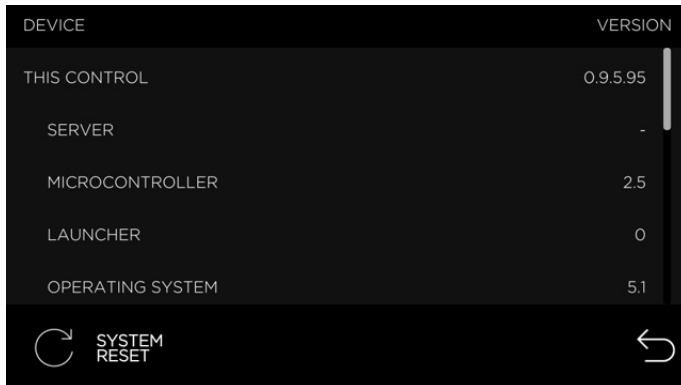 DEVICE VERSION
THIS CONTROL 0.9.5.95
SERVER -
MICROCONTROLLER 2.5
LAUNCHER 0
OPERATING SYSTEM 5.1
SYSTEM
RESET